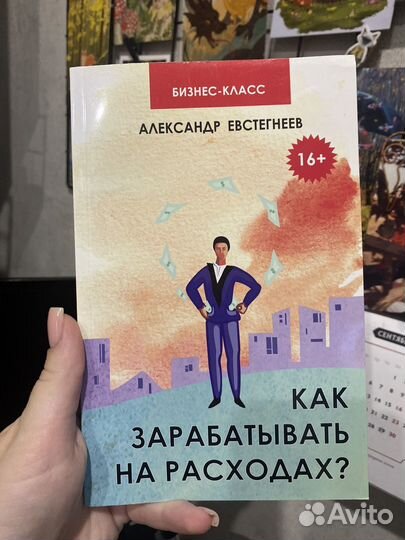 БИЗНЕС-КЛАСС
АЛЕКСАНДР ЕВСТЕГНЕЕВ
16+
КАК
ЗАРАБАТЫВАТЬ
НА РАСХОДАХ?
Avito